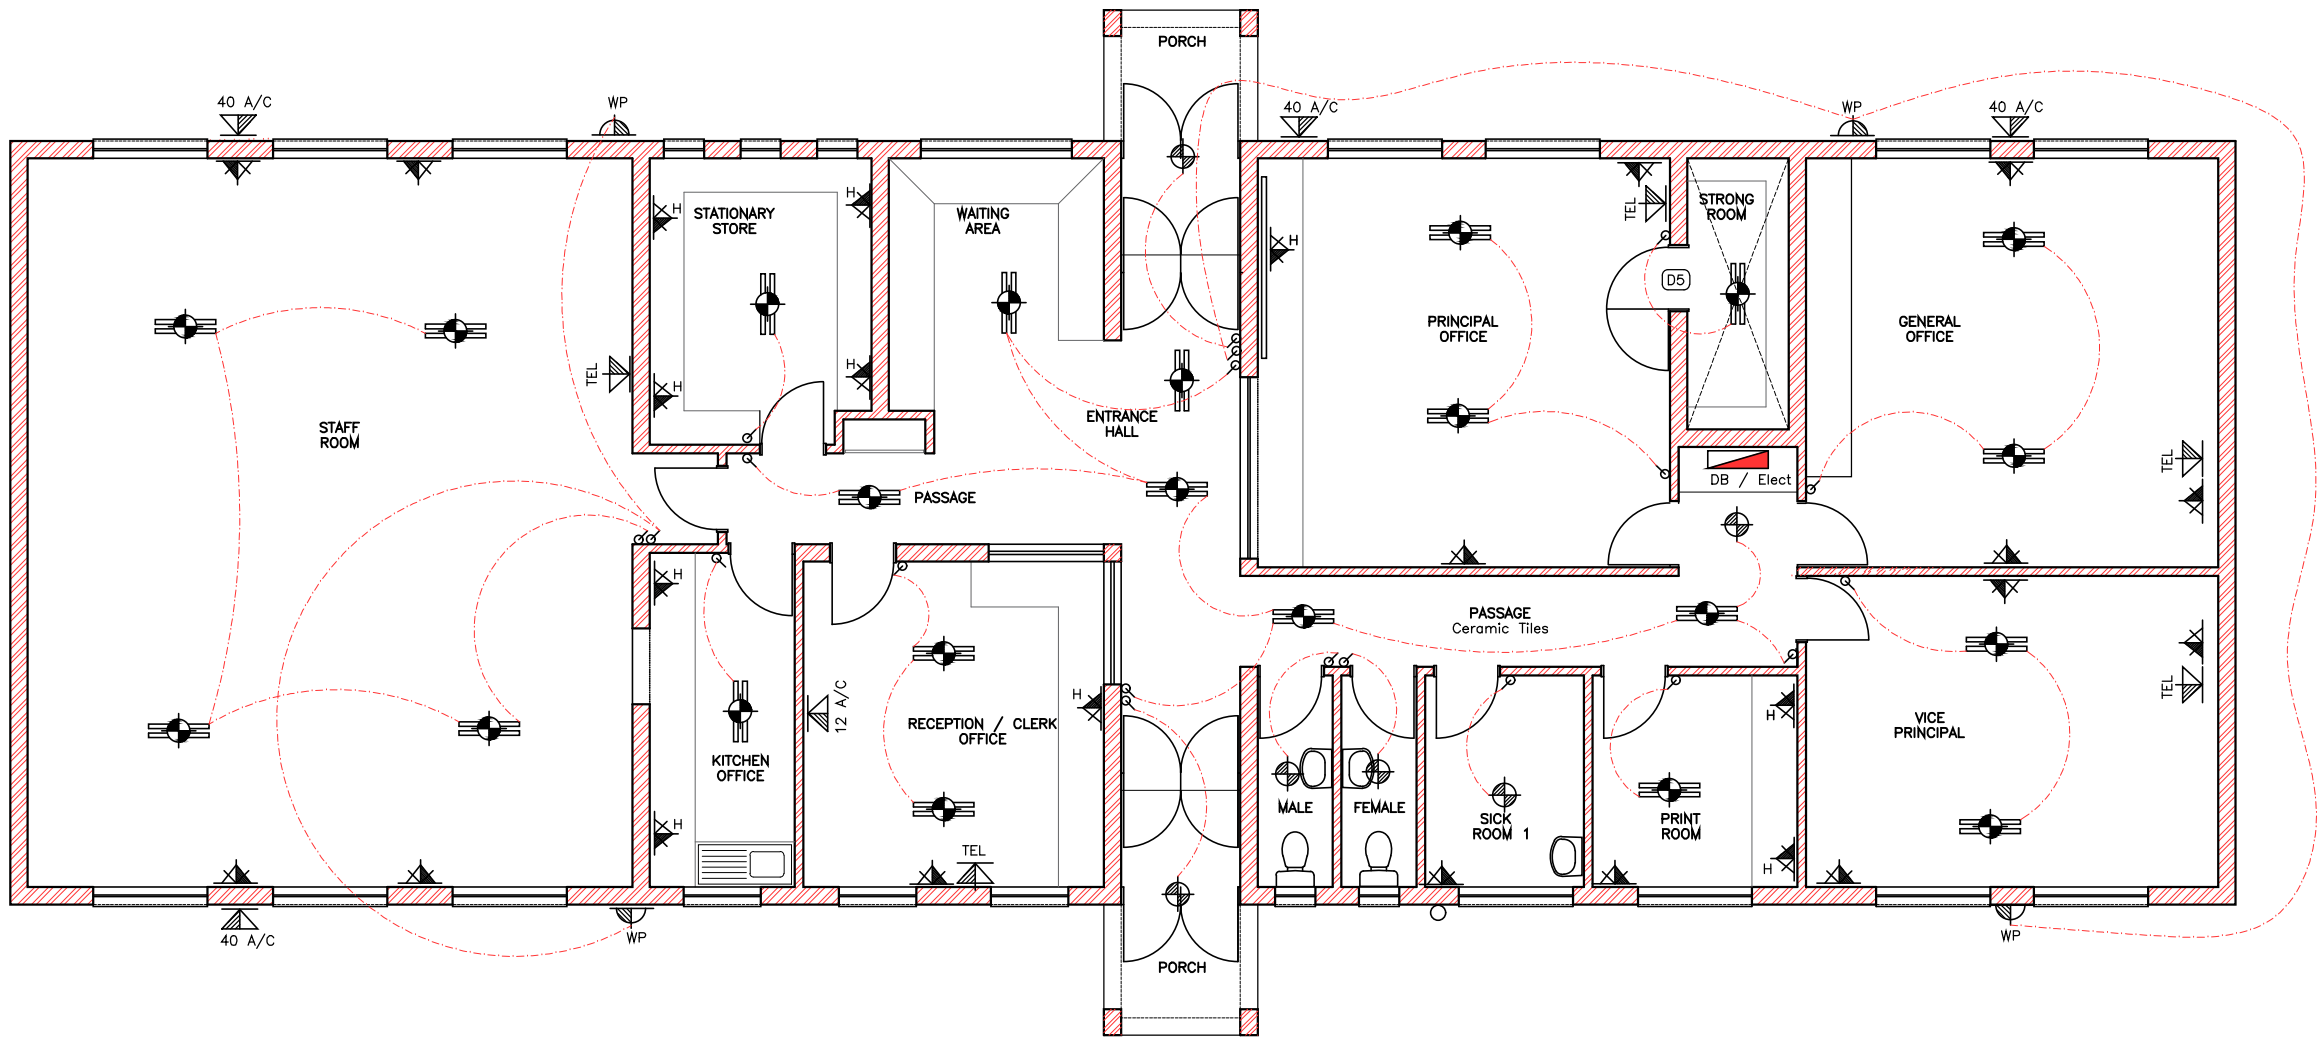 PORCH
40 A/C
WP
40 A/C
WP
40 A/C
H
H
STATIONARY
STORE
WAITING
AREA
H
TEL
STRONG
ROOM
D5
PRINCIPAL
OFFICE
GENERAL
OFFICE
TEL
H
H
STAFF
ROOM
ENTRANCE
HALL
TEL
DB / Elect
PASSAGE
H
PASSAGE
Ceramic Tiles
12 A/C
H
TEL
H
RECEPTION / CLERK
OFFICE
VICE
PRINCIPAL
KITCHEN
OFFICE
MALE
FEMALE
SICK
ROOM 1
PRINT
ROOM
H
TEL
H
40 A/C
WP
WP
PORCH